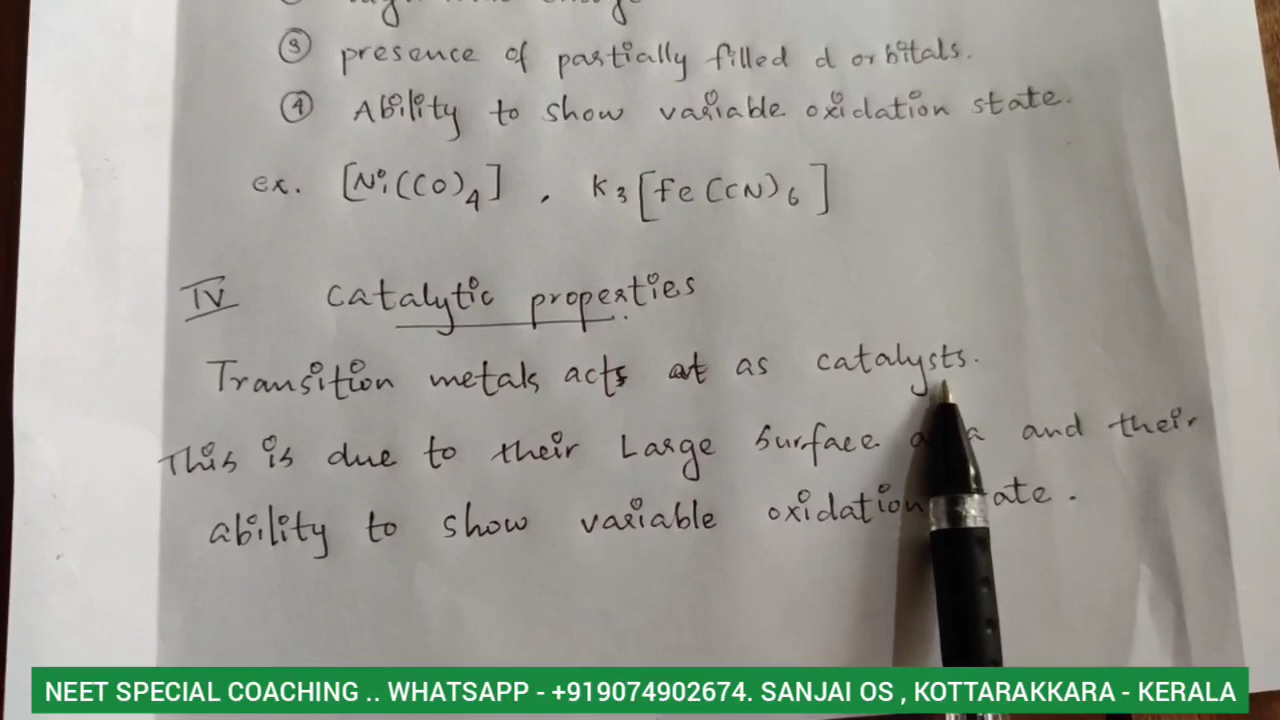 ③ presence of partially filled d orbitals.
④ Ability to show variable oxidation state.
ex. [Ni(CO)4] , K3[Fe(CN)6]
IV Catalytic properties
Transition metals acts at as catalysts.
This is due to their Large Surface and their
ability to show variable oxidation
NEET SPECIAL COACHING .. WHATSAPP - +919074902674. SANJAI OS , KOTTARAKKARA - KERALA